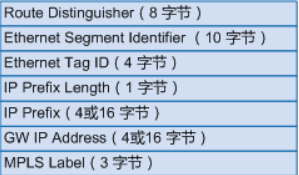 Route Distinguisher（8 字节）
Ethernet Segment Identifier （10 字节）
Ethernet Tag ID（4 字节）
IP Prefix Length（1 字节）
IP Prefix（4或16 字节）
GW IP Address（4或16 字节）
MPLS Label（3 字节）